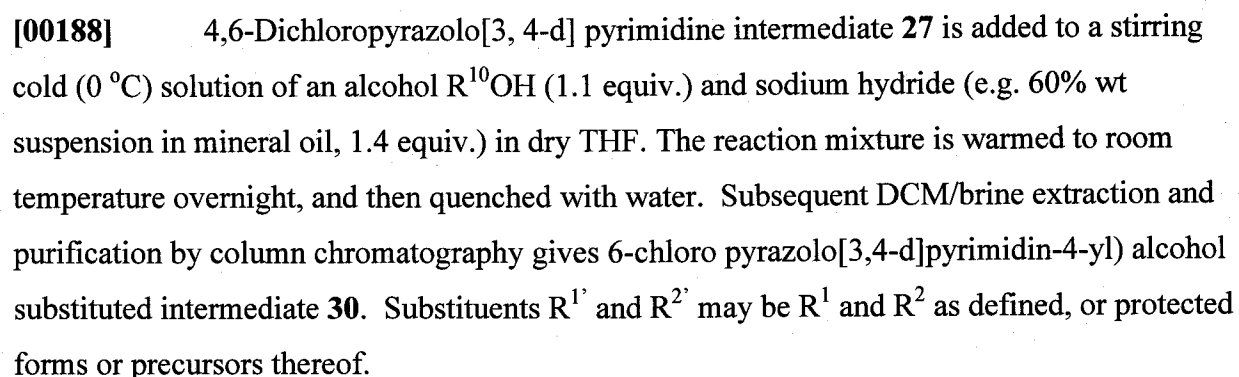 [00188] 4,6-Dichloropyrazolo[3, 4-d] pyrimidine intermediate 27 is added to a stirring
cold (0 °C) solution of an alcohol R¹⁰OH (1.1 equiv.) and sodium hydride (e.g. 60% wt
suspension in mineral oil, 1.4 equiv.) in dry THF. The reaction mixture is warmed to room
temperature overnight, and then quenched with water. Subsequent DCM/brine extraction and
purification by column chromatography gives 6-chloro pyrazolo[3,4-d]pyrimidin-4-yl) alcohol
substituted intermediate 30. Substituents R¹’ and R²’ may be R¹ and R² as defined, or protected
forms or precursors thereof.